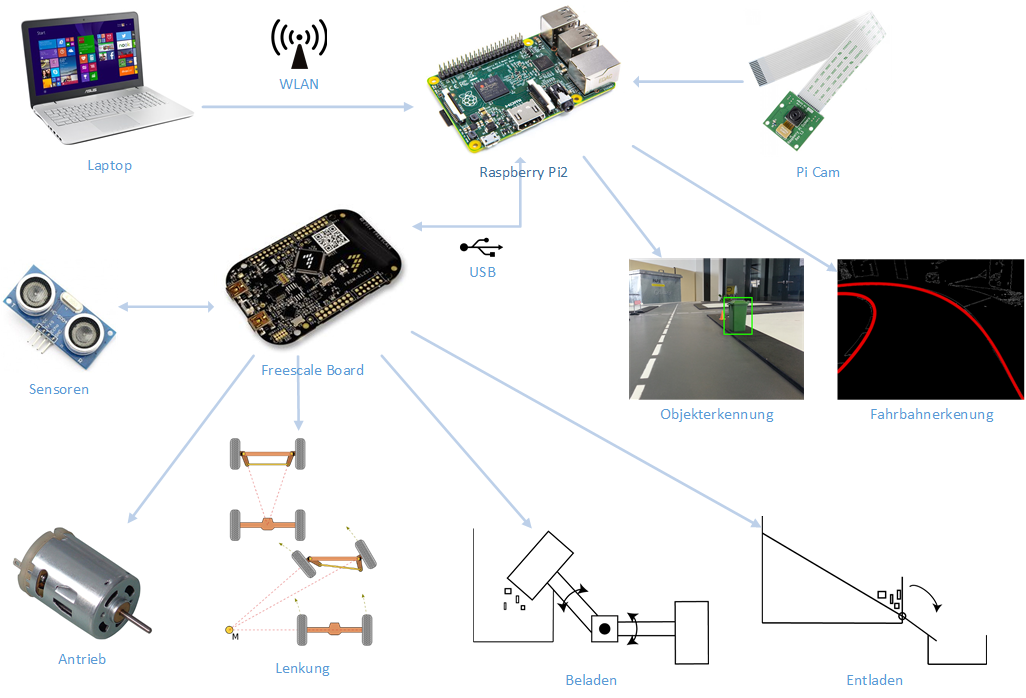 WLAN
Laptop
Raspberry Pi2
Pi Cam
USB
Sensoren
Freescale Board
Objekterkennung
Fahrbahnerkenung
M
Antrieb
Lenkung
Beladen
Entladen